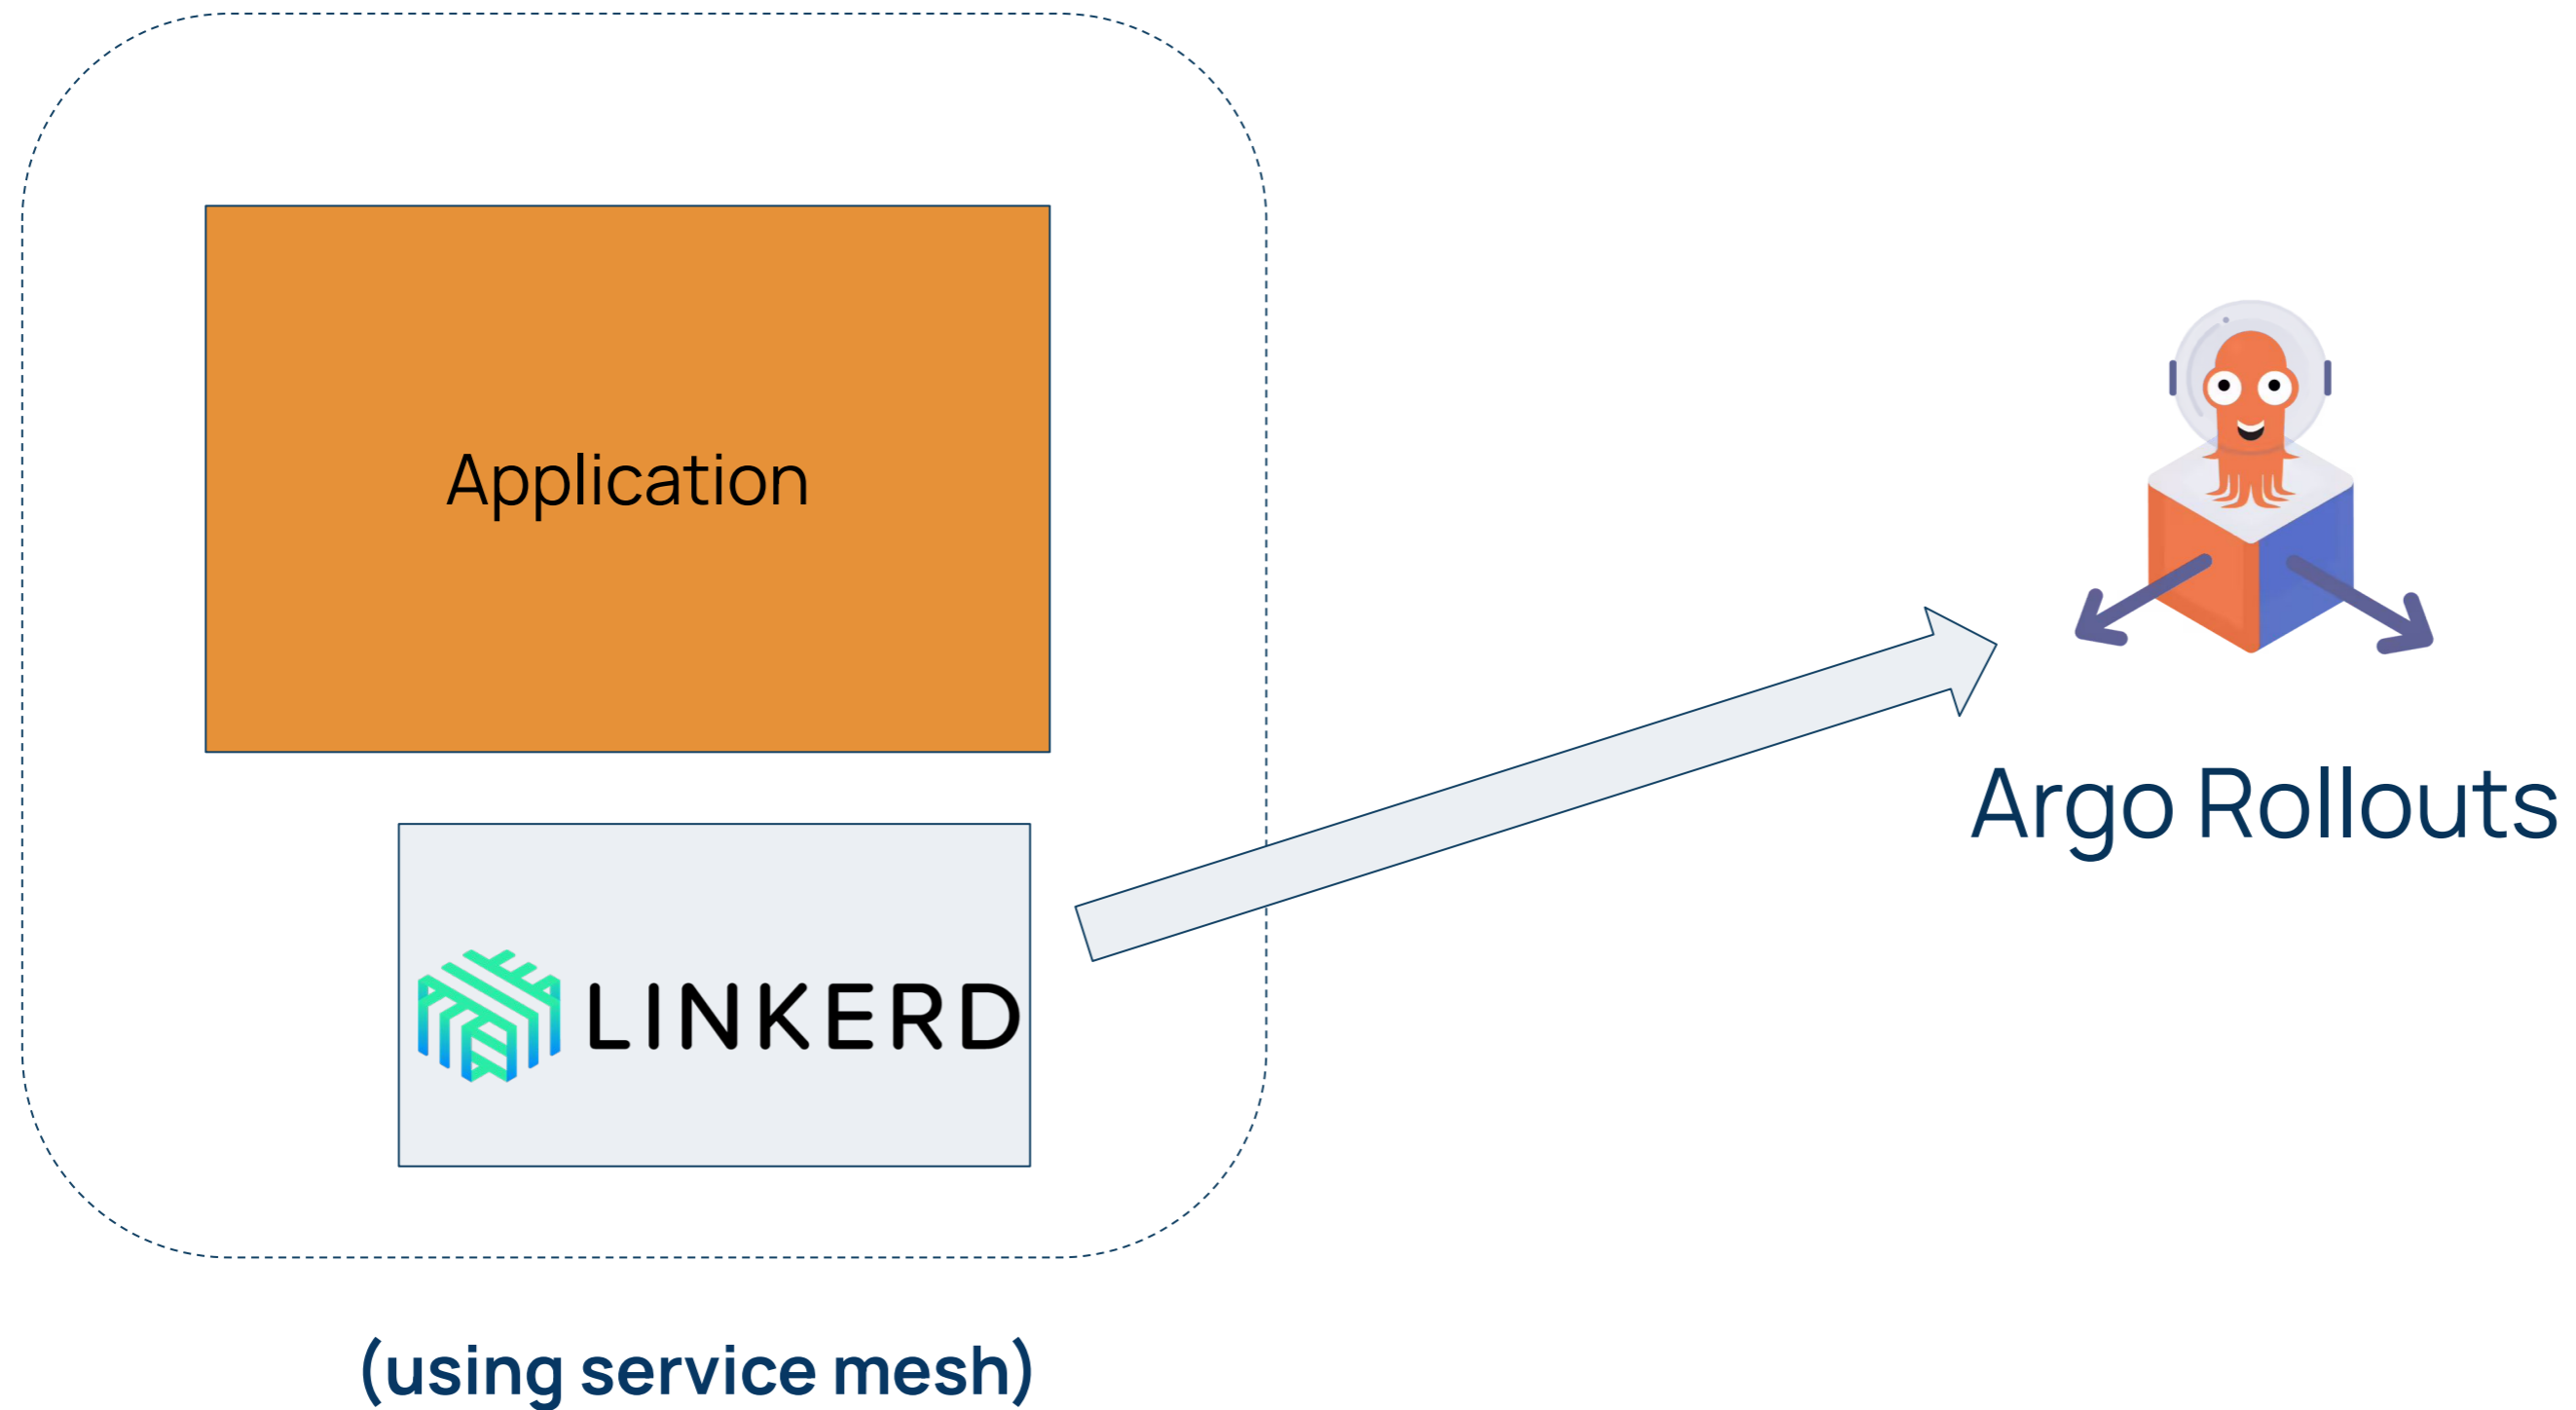 Application
Argo Rollouts
LINKERD
(using service mesh)